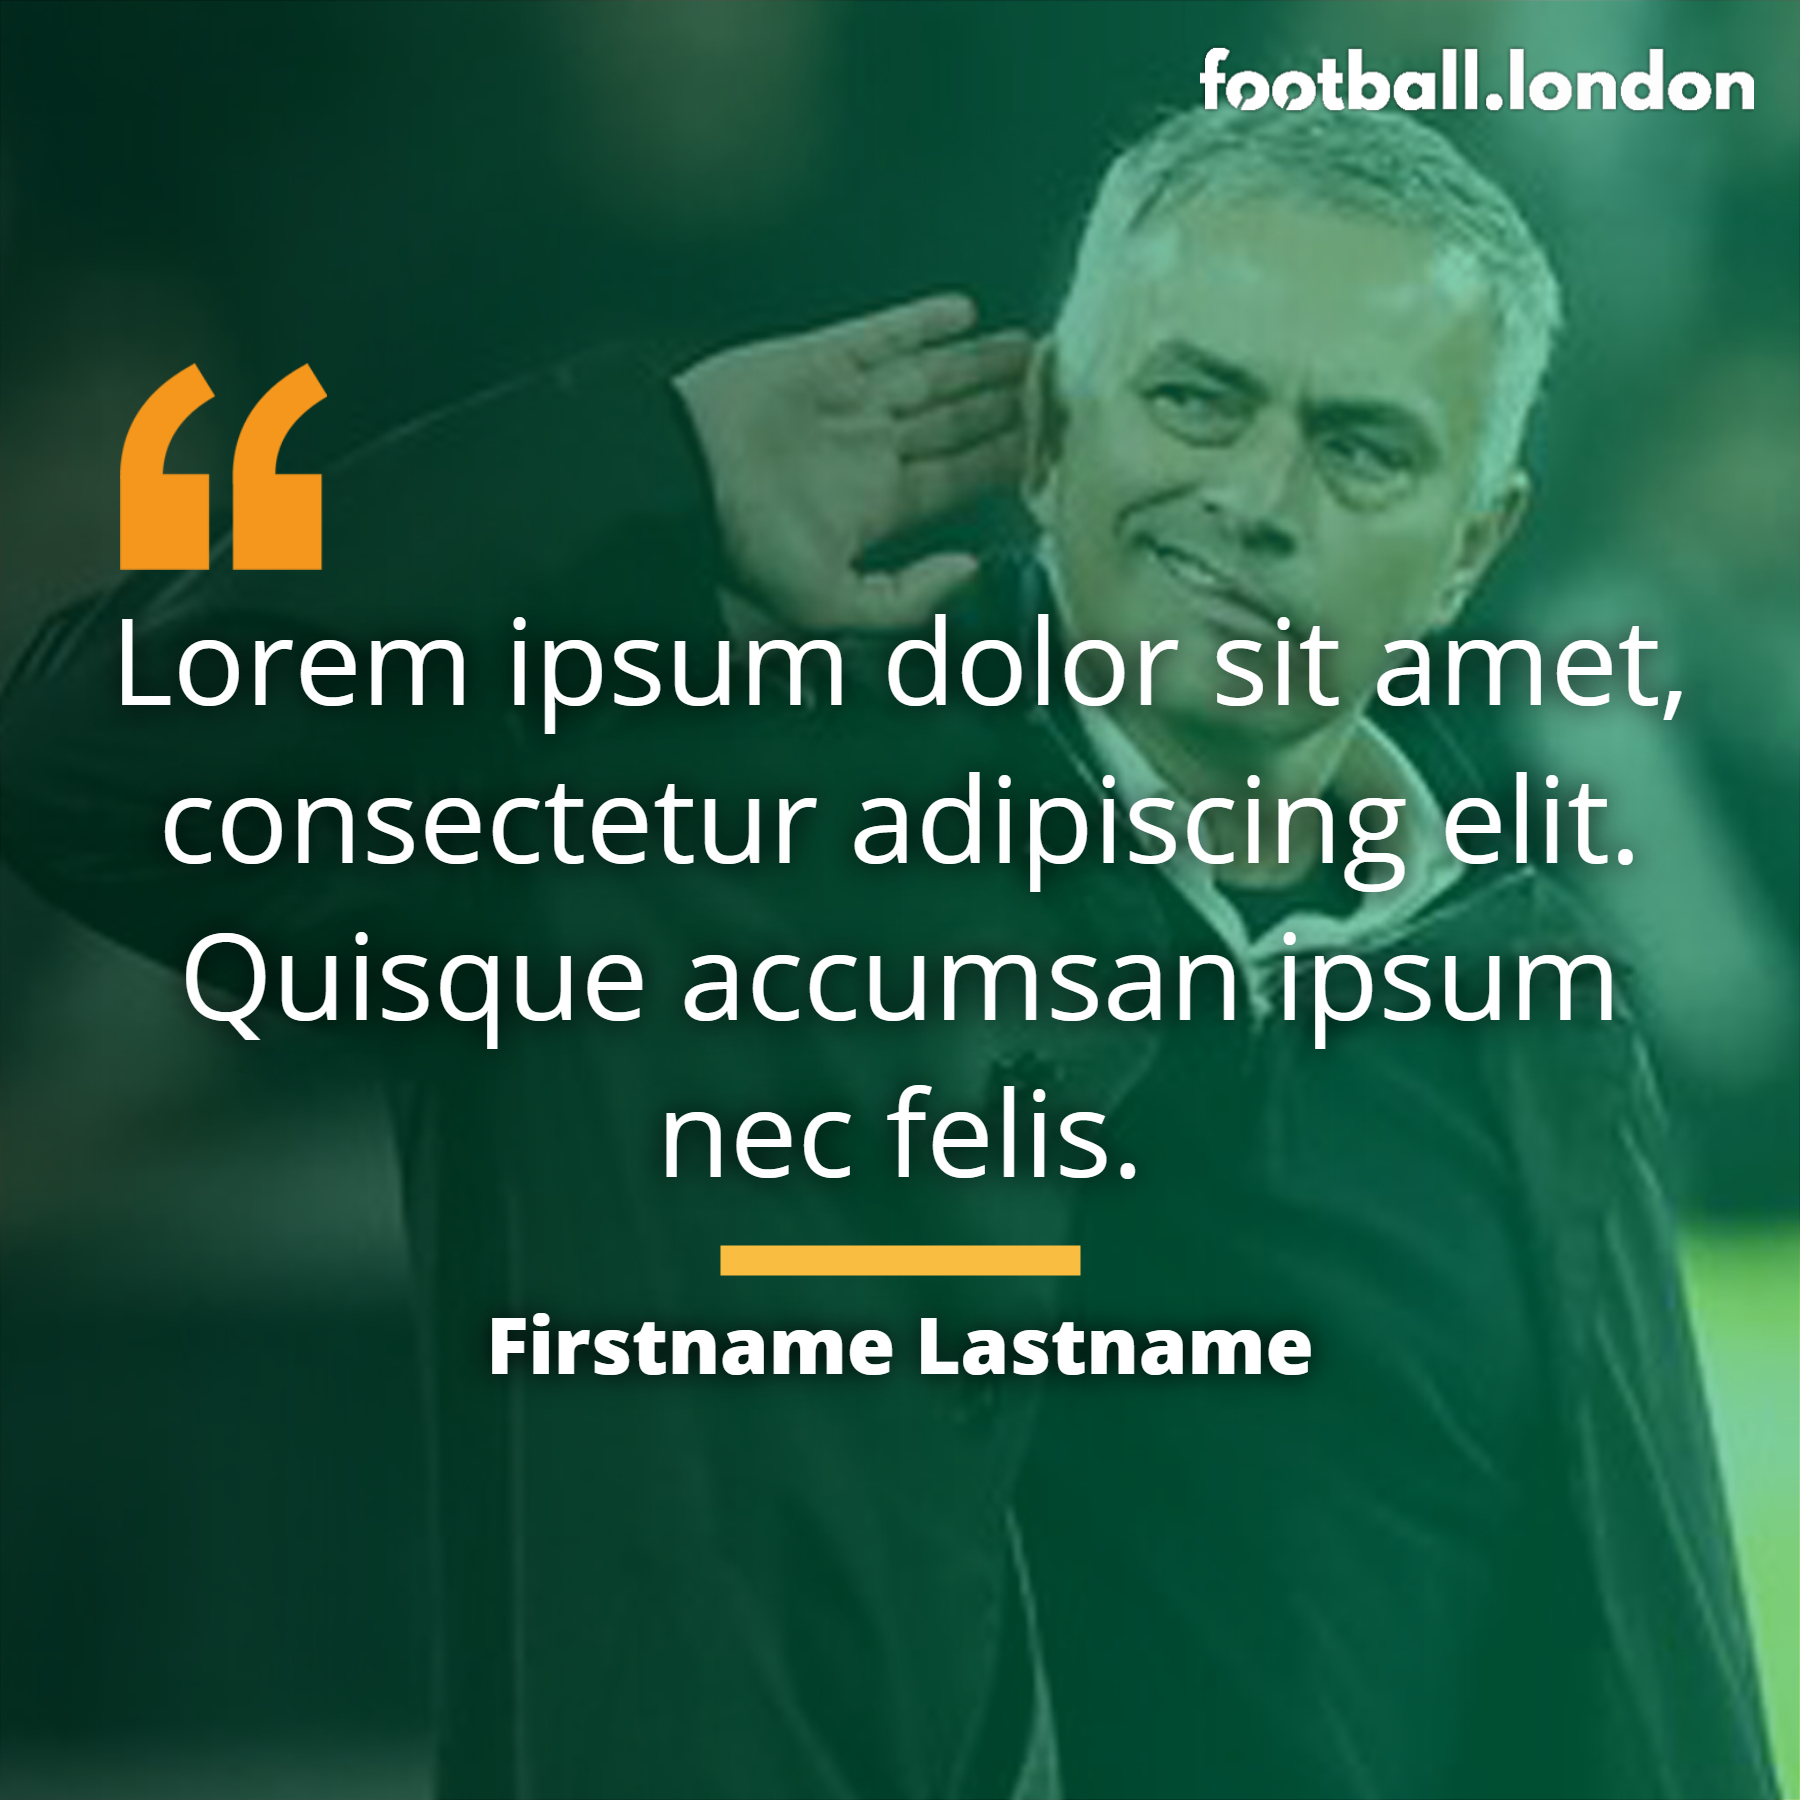 football.london
“
Lorem ipsum dolor sit amet,
consectetur adipiscing elit.
Quisque accumsan ipsum
nec felis.
Firstname Lastname